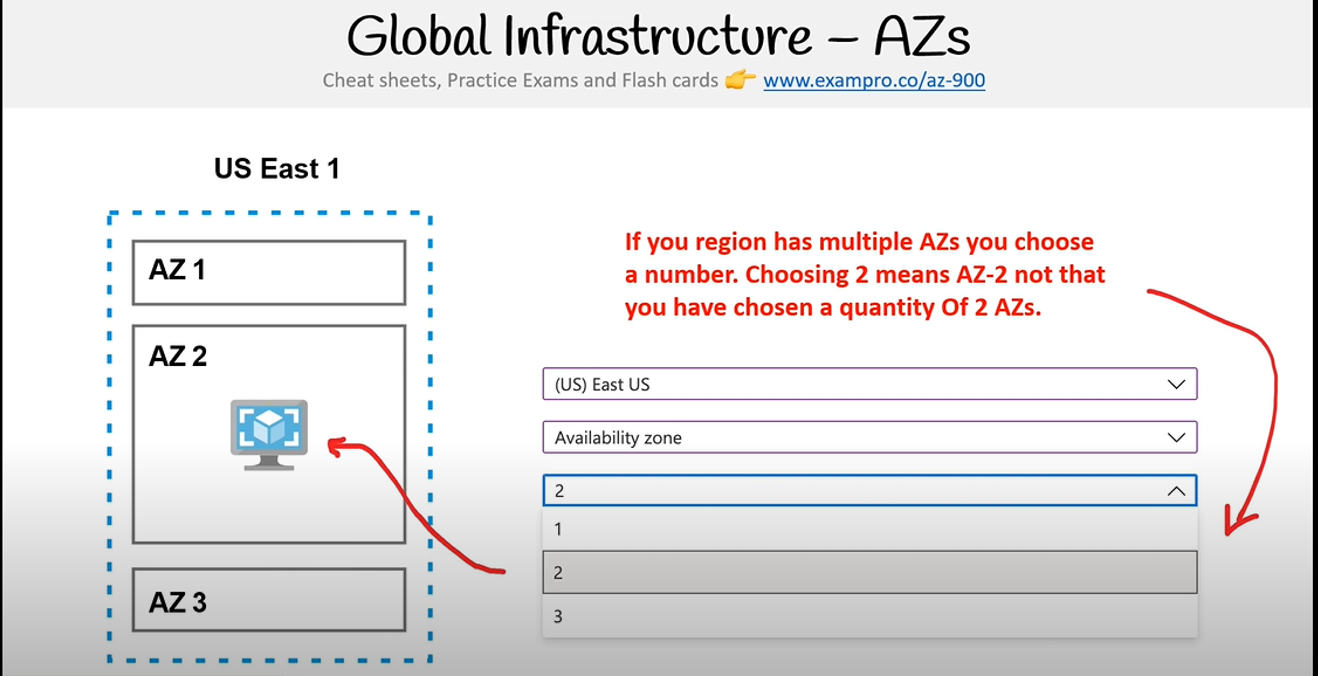 Global Infrastructure – AZs
Cheat sheets, Practice Exams and Flash cards 👉 www.exampro.co/az-900
US East 1
AZ 1
AZ 2
AZ 3
If you region has multiple AZs you choose
a number. Choosing 2 means AZ-2 not that
you have chosen a quantity Of 2 AZs.
(US) East US
Availability zone
2
1
2
3